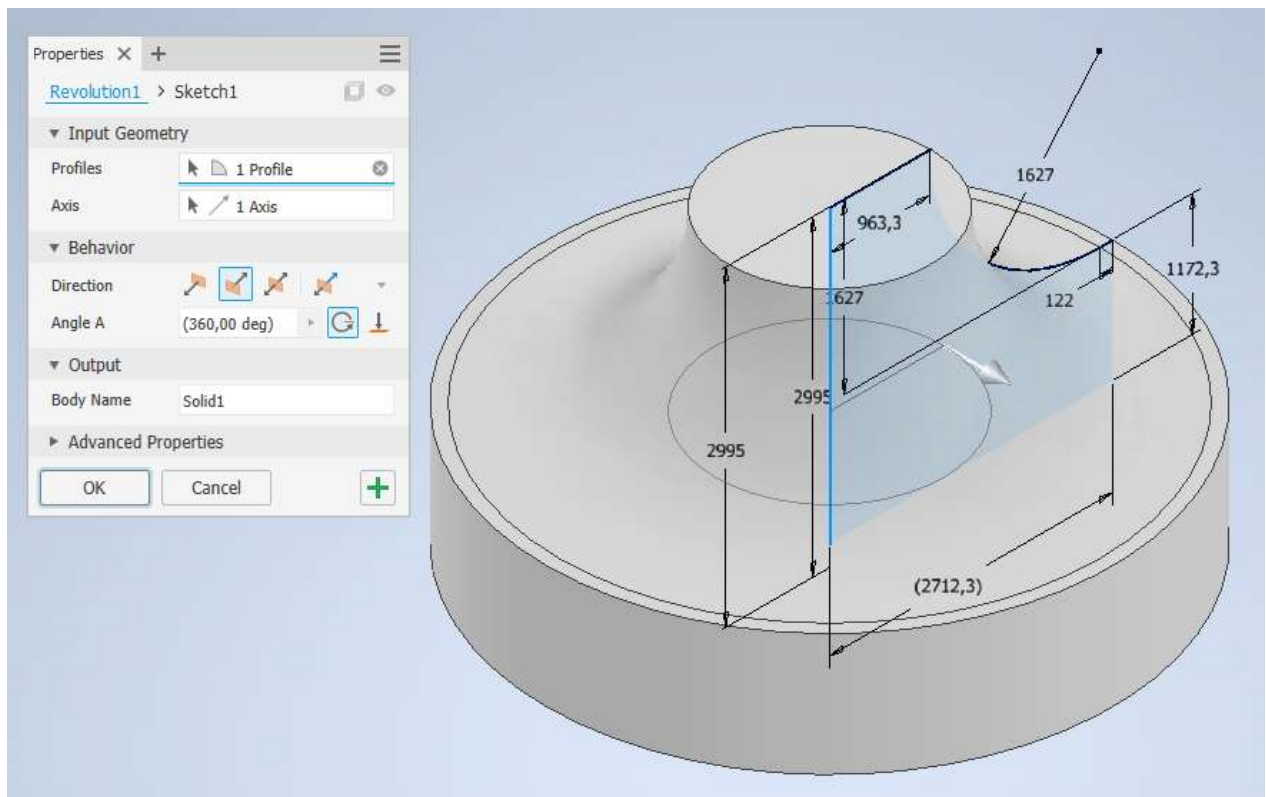 Properties
Revolution1 > Sketch1
Input Geometry
Profiles 1 Profile
Axis 1 Axis
Behavior
Direction
Angle A (360,00 deg)
Output
Body Name Solid1
Advanced Properties
OK Cancel
1627
963,3
1172,3
1627
122
2995
2995
(2712,3)